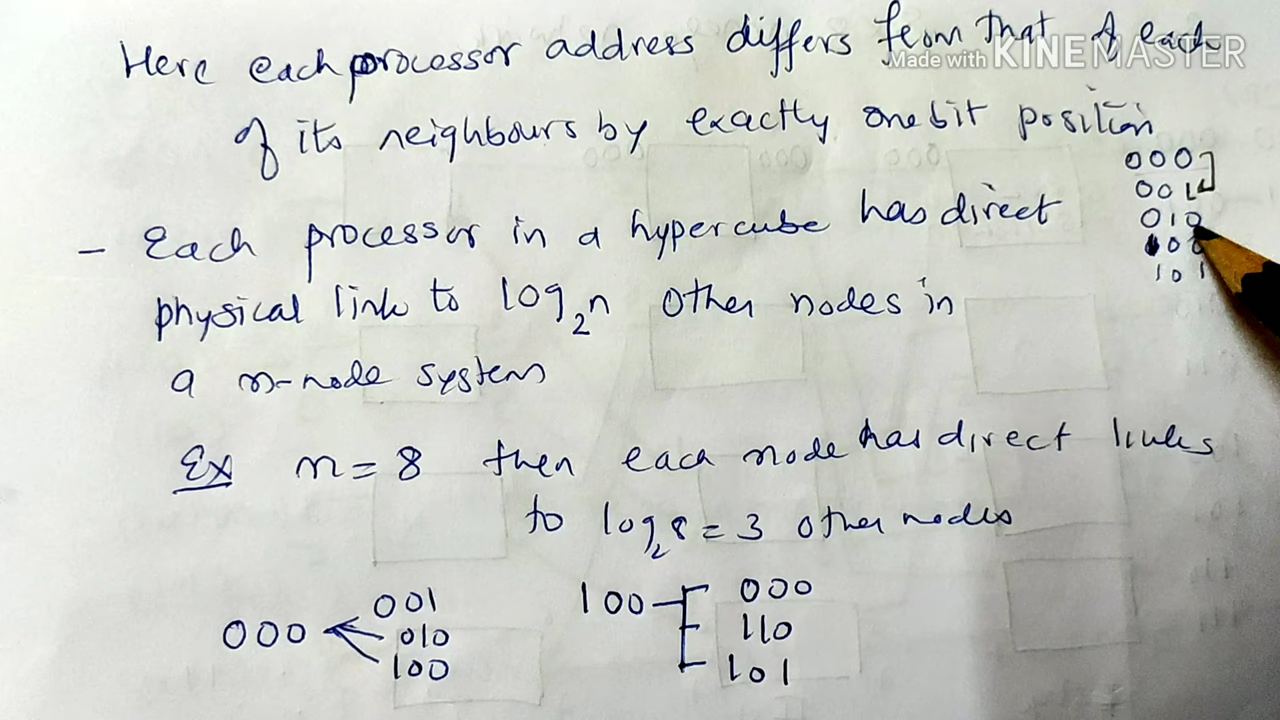 Here each processor address differs from that of each
Made with KINEMASTER
of its neighbours by exactly one bit position
000
001
010
100
101
- Each processor in a hypercube has direct
physical link to log2n other nodes in
a n-node system
Ex n = 8 then each node has direct links
to log28 = 3 other nodes
000 001
010
100
100 000
110
101